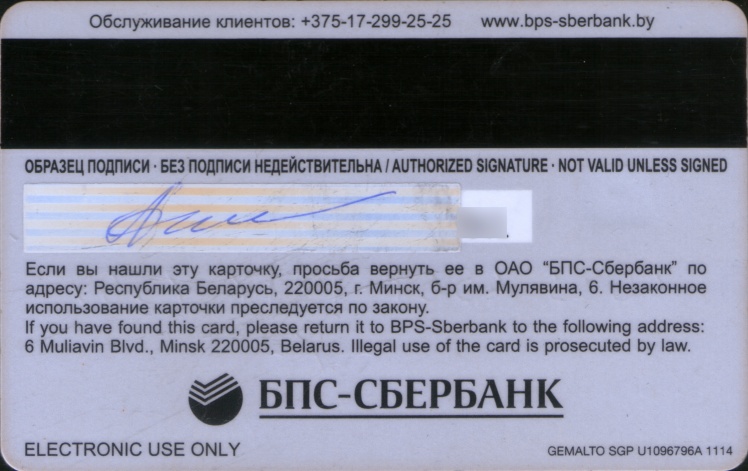 Обслуживание клиентов: +375-17-299-25-25 www.bps-sberbank.by
ОБРАЗЕЦ ПОДПИСИ · БЕЗ ПОДПИСИ НЕДЕЙСТВИТЕЛЬНА / AUTHORIZED SIGNATURE · NOT VALID UNLESS SIGNED
Если вы нашли эту карточку, просьба вернуть ее в ОАО "БПС-Сбербанк" по
адресу: Республика Беларусь, 220005, г. Минск, б-р им. Мулявина, 6. Незаконное
использование карточки преследуется по закону.
If you have found this card, please return it to BPS-Sberbank to the following address:
6 Muliavin Blvd., Minsk 220005, Belarus. Illegal use of the card is prosecuted by law.
БПС-СБЕРБАНК
ELECTRONIC USE ONLY
GEMALTO SGP U1096796A 1114